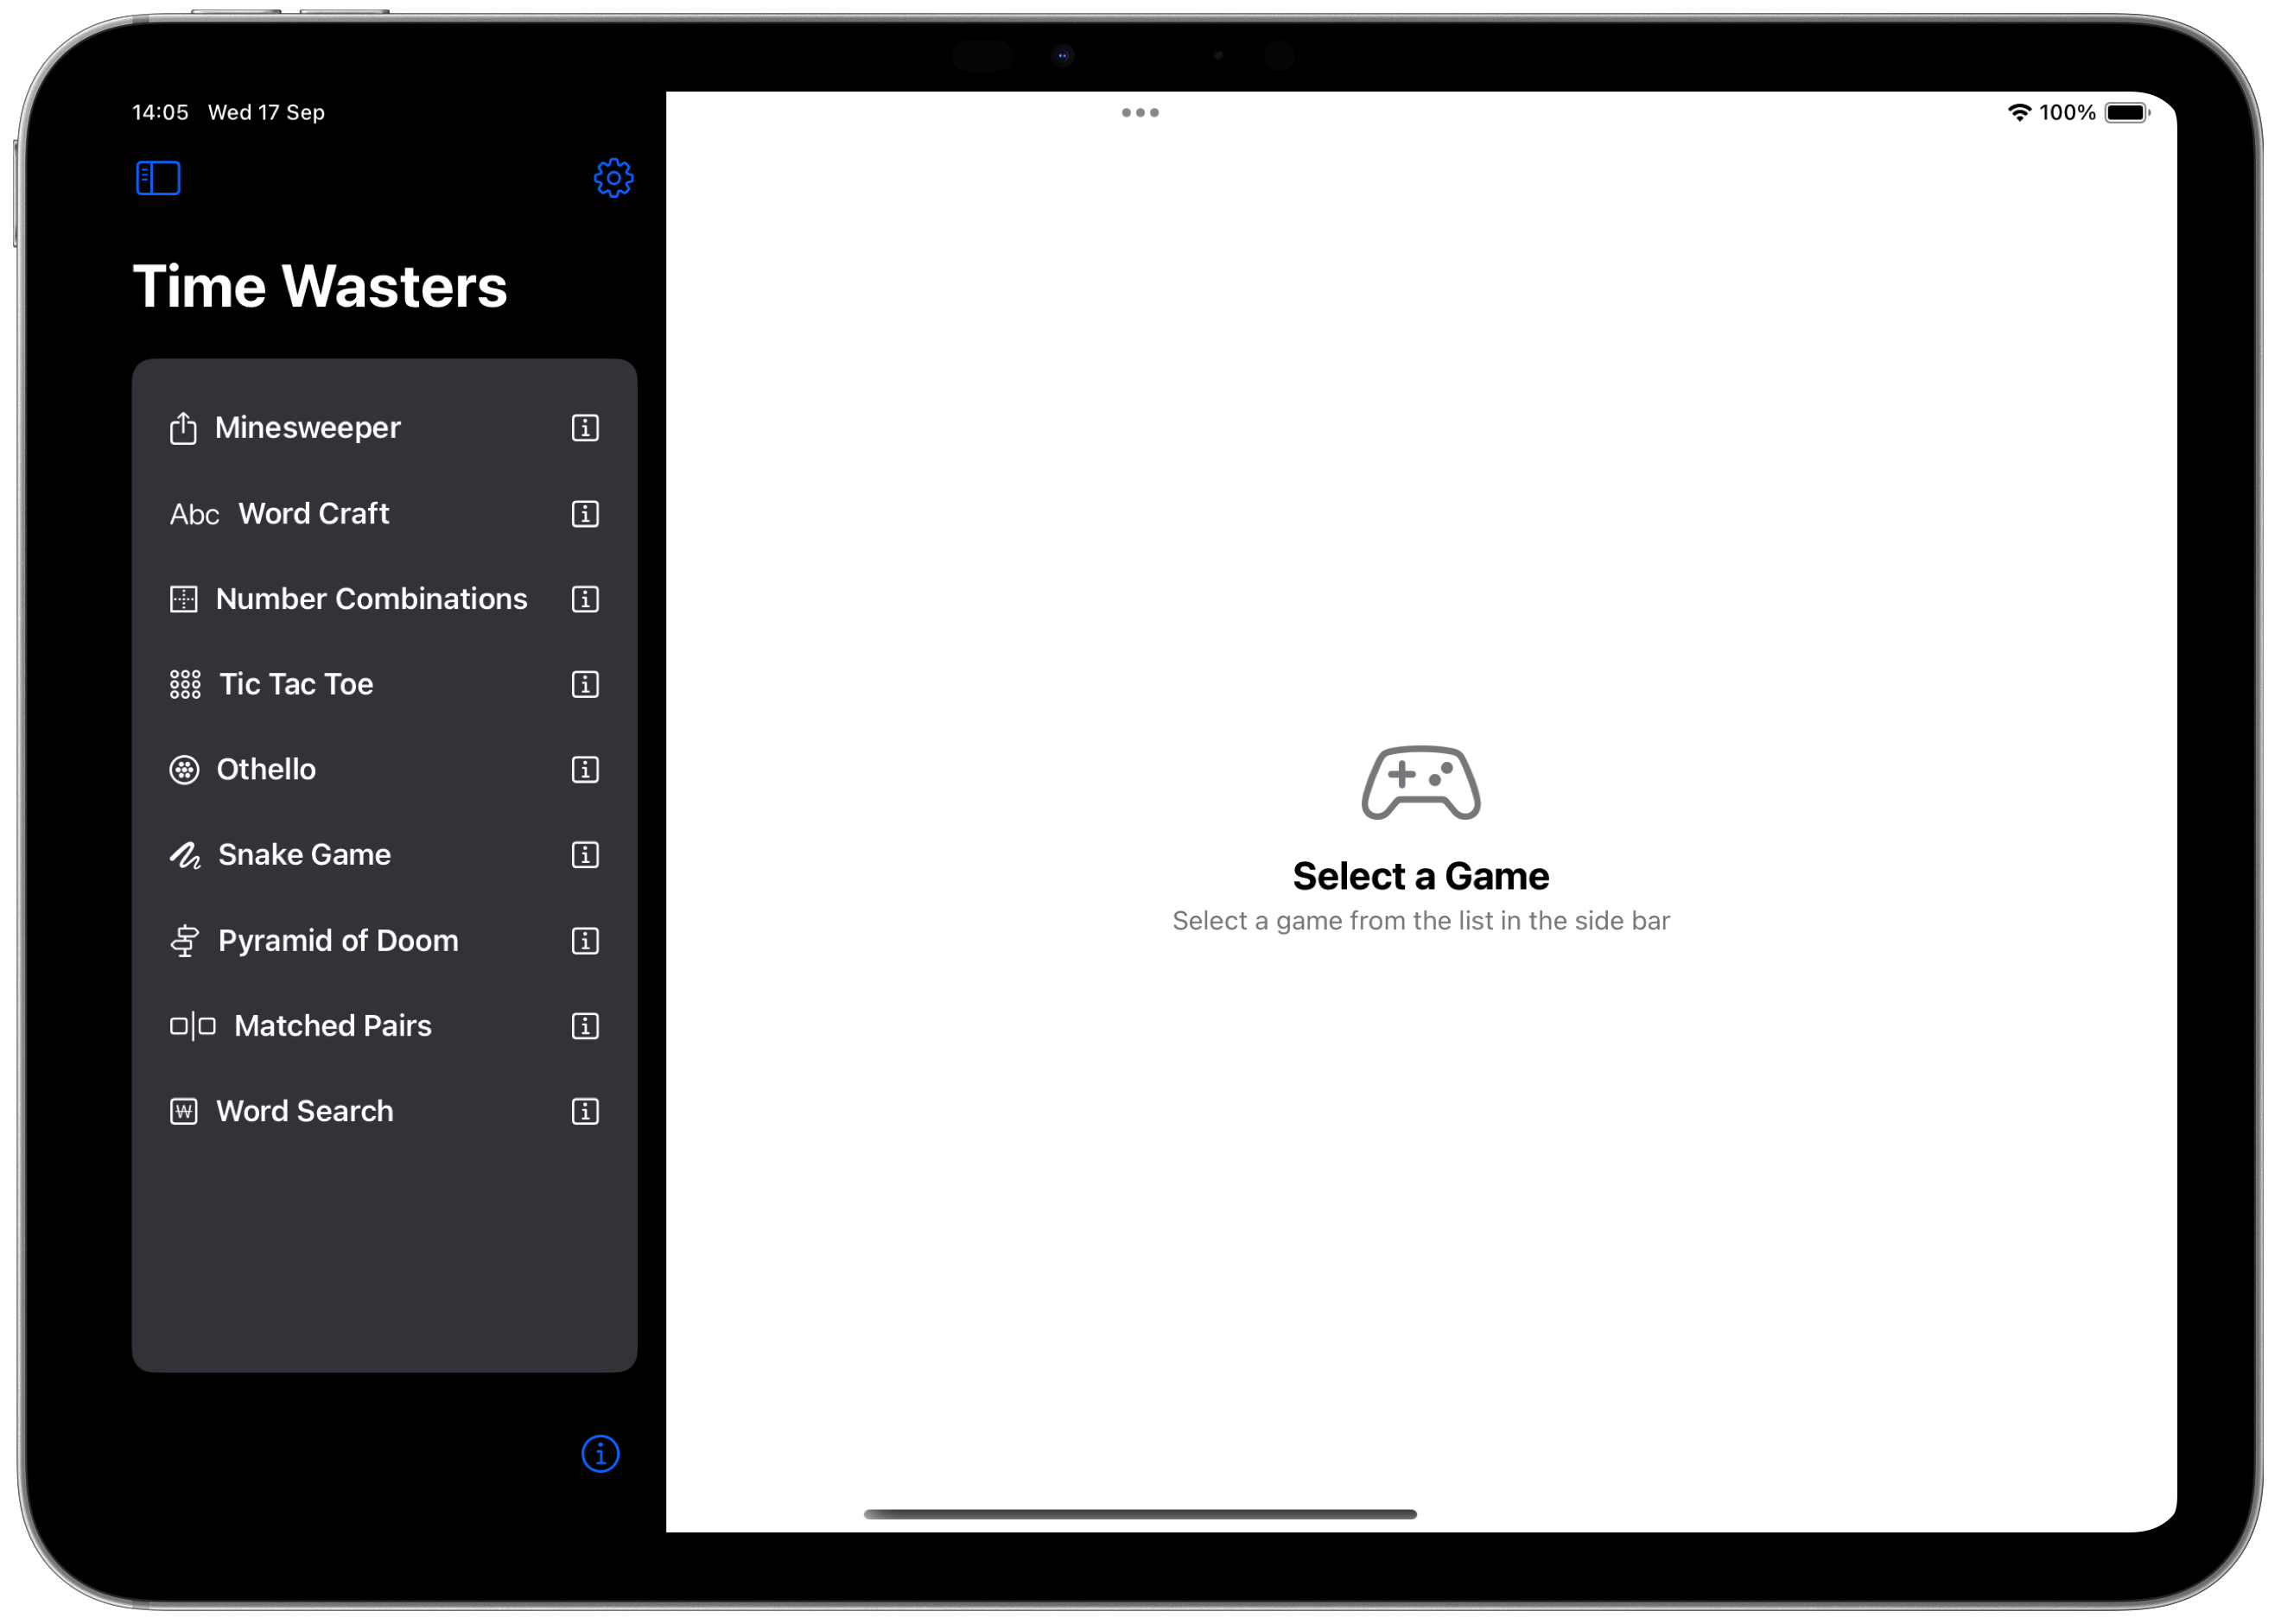 14:05 Wed 17 Sep
100%
Time Wasters
Minesweeper
Abc Word Craft
Number Combinations
Tic Tac Toe
Othello
Snake Game
Pyramid of Doom
Matched Pairs
Word Search
Select a Game
Select a game from the list in the side bar